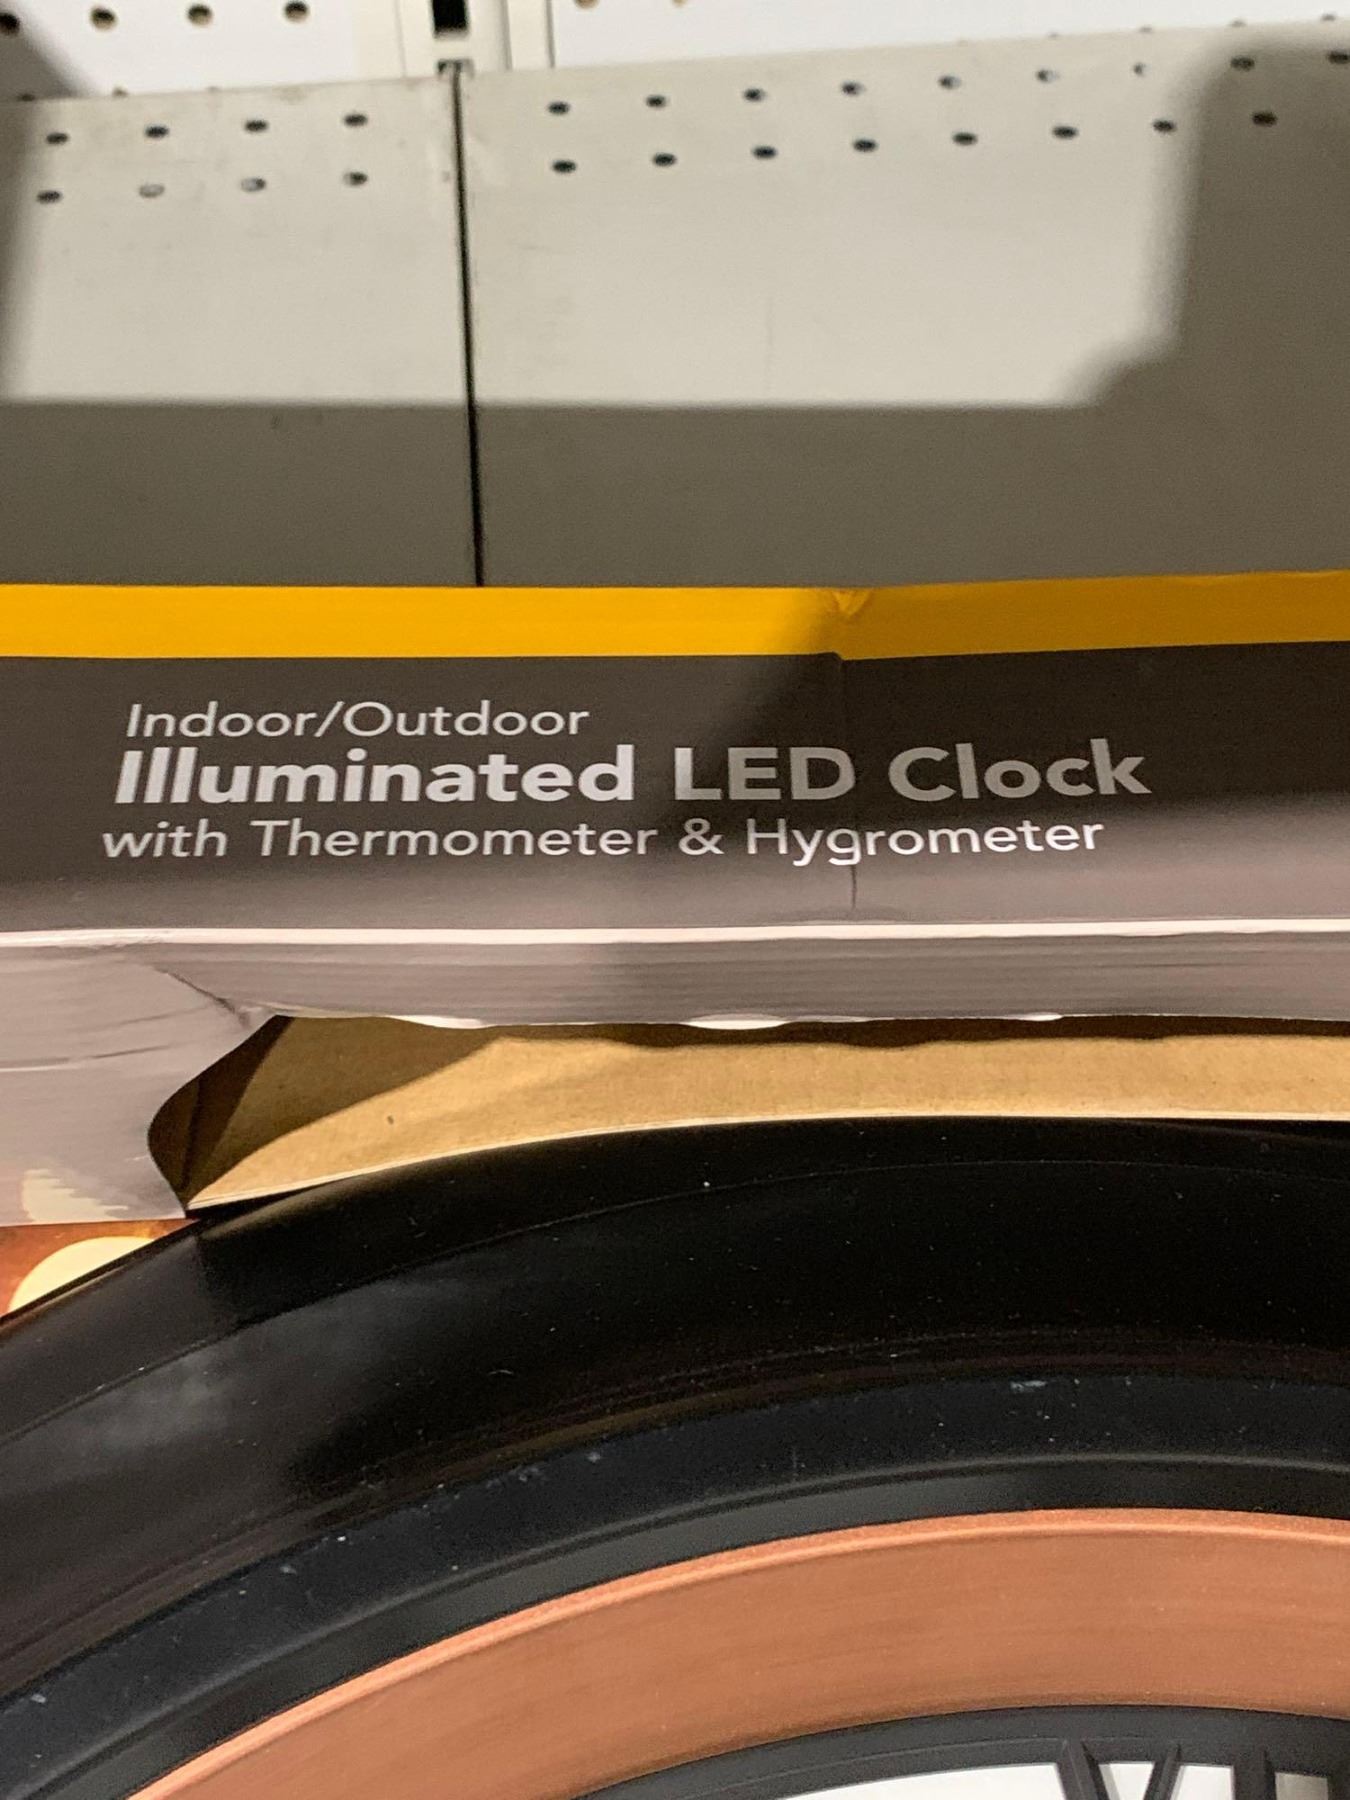 Indoor/Outdoor
Illuminated LED Clock
with Thermometer & Hygrometer